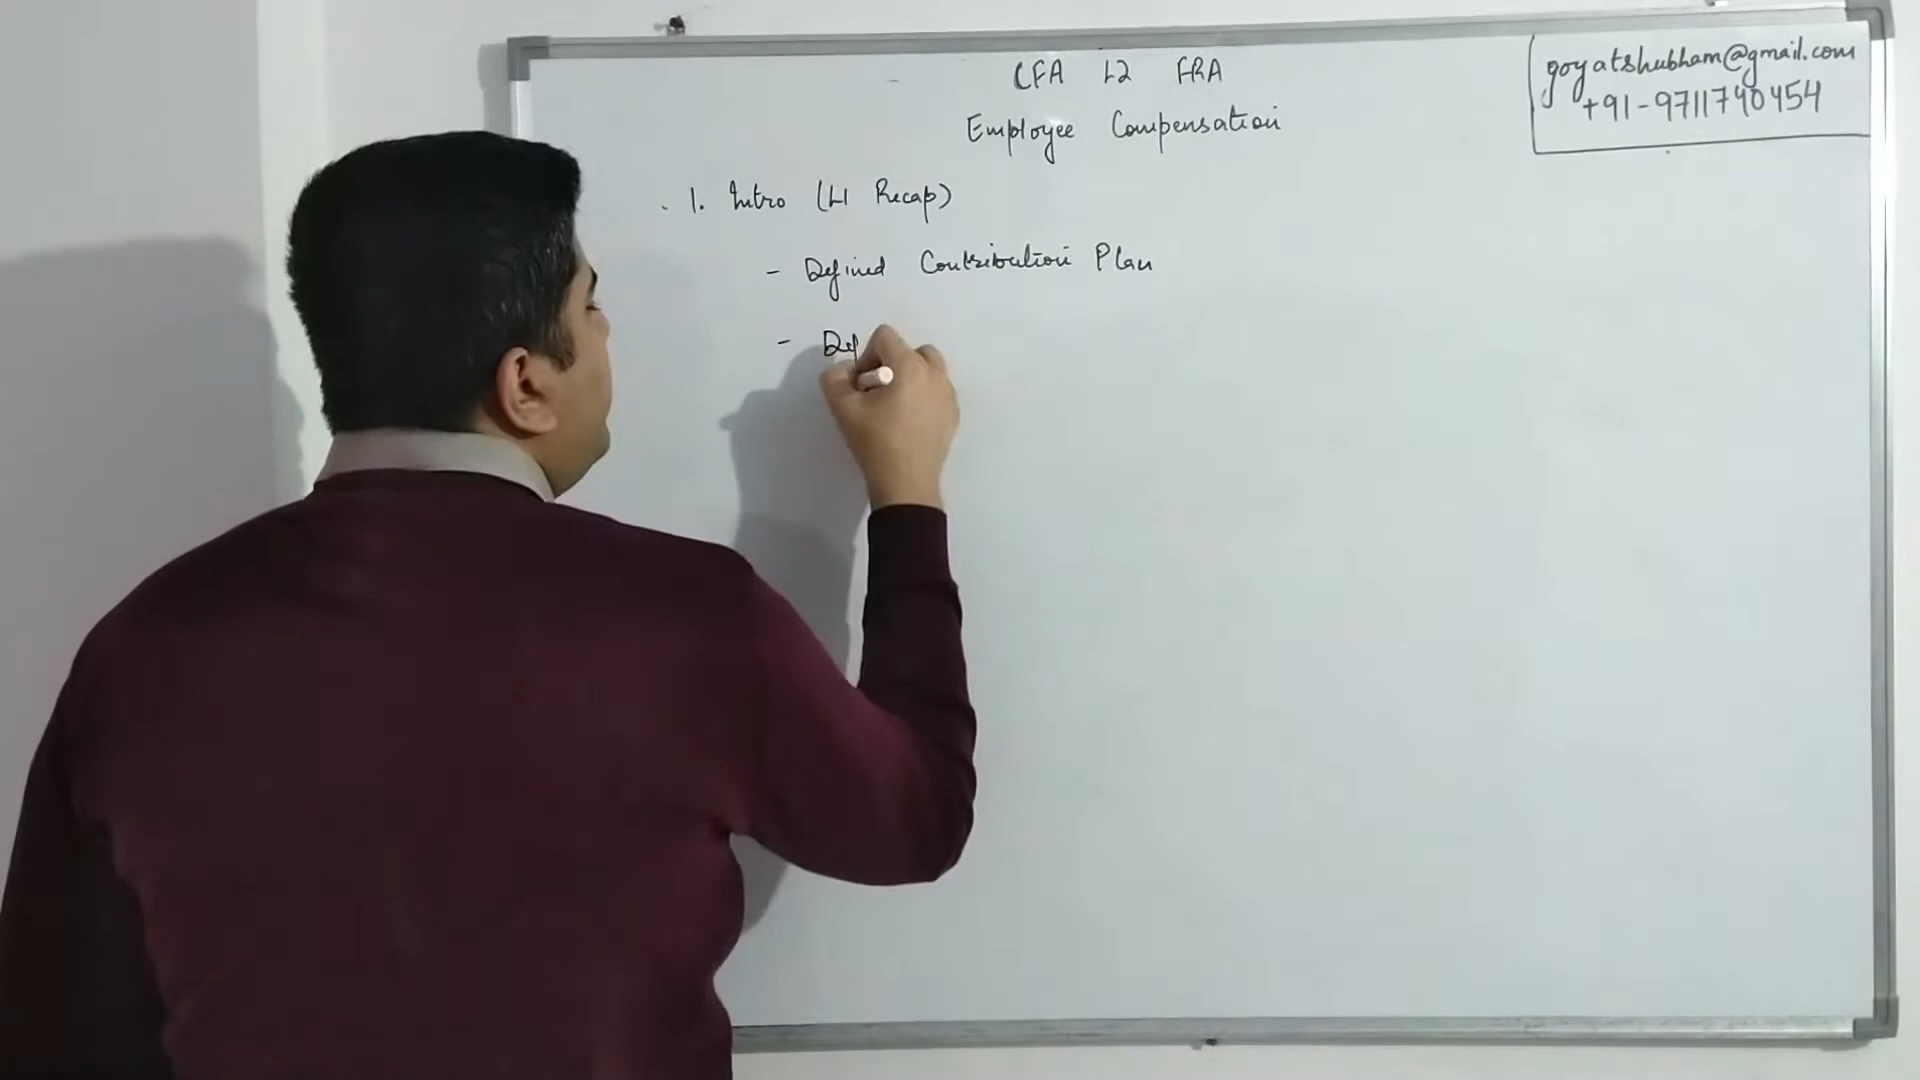 CFA L2 FRA
Employee Compensation
goyatshubham@gmail.com
+91-9711740454
1. Intro (L1 Recap)
- Defined Contribution Plan
- Def